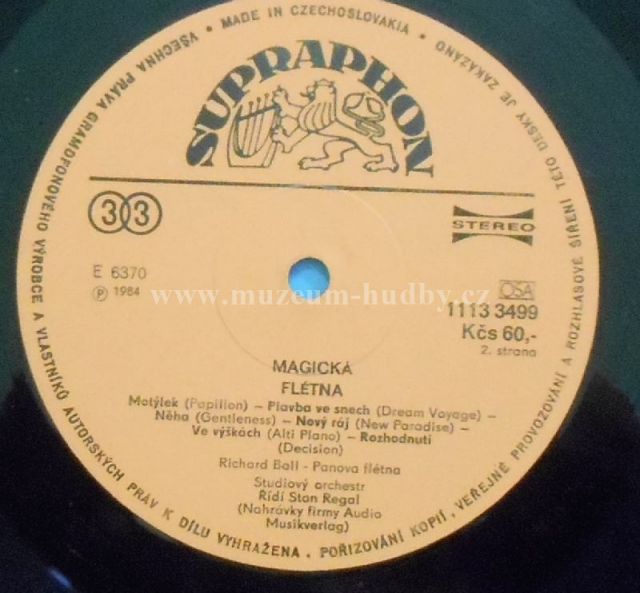 VŠECHNA PRÁVA GRAMOFONOVÉHO VÝROBCE A VLASTNÍKŮ AUTORSKÝCH PRÁV K DÍLU VYHRAŽENA . POŘIZOVÁNÍ KOPIÍ , VEŘEJNÉ PROVOZOVÁNÍ A ROZHLASOVÉ ŠÍŘENÍ TÉTO DESKY JE ZAKÁZÁNO • MADE IN CZECHOSLOVAKIA •
SUPRAPHON
33
STEREO
E 6370
Ⓟ 1984
www.muzeum-hudby.cz
OSA
1113 3499
Kčs 60,-
2. strana
MAGICKÁ
FLÉTNA
Motýlek (Papillon) – Plavba ve snech (Dream Voyage) –
Něha (Gentleness) – Nový ráj (New Paradise) –
Ve výškách (Alti Plano) – Rozhodnutí
(Decision)
Richard Boll - Panova flétna
Studiový orchestr
Řídí Stan Regal
(Nahrávky firmy Audio
Musikverlag)